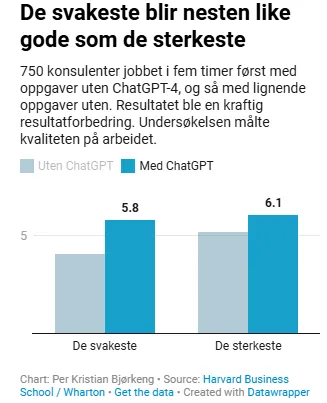 De svakeste blir nesten like
gode som de sterkeste
750 konsulenter jobbet i fem timer først med
oppgaver uten ChatGPT-4, og så med lignende
oppgaver uten. Resultatet ble en kraftig
resultatforbedring. Undersøkelsen målte
kvaliteten på arbeidet.
Uten ChatGPT Med ChatGPT
5.8 6.1
5
De svakeste De sterkeste
Chart: Per Kristian Bjørkeng • Source: Harvard Business
School / Wharton • Get the data • Created with Datawrapper